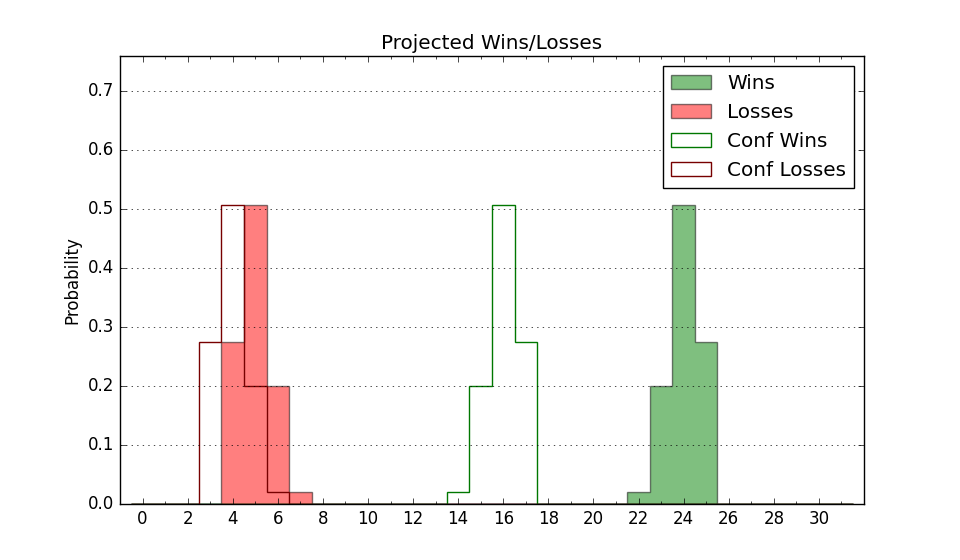 Projected Wins/Losses
Wins
Losses
Conf Wins
Conf Losses
Probability
0.7
0.6
0.5
0.4
0.3
0.2
0.1
0.0
0 2 4 6 8 10 12 14 16 18 20 22 24 26 28 30